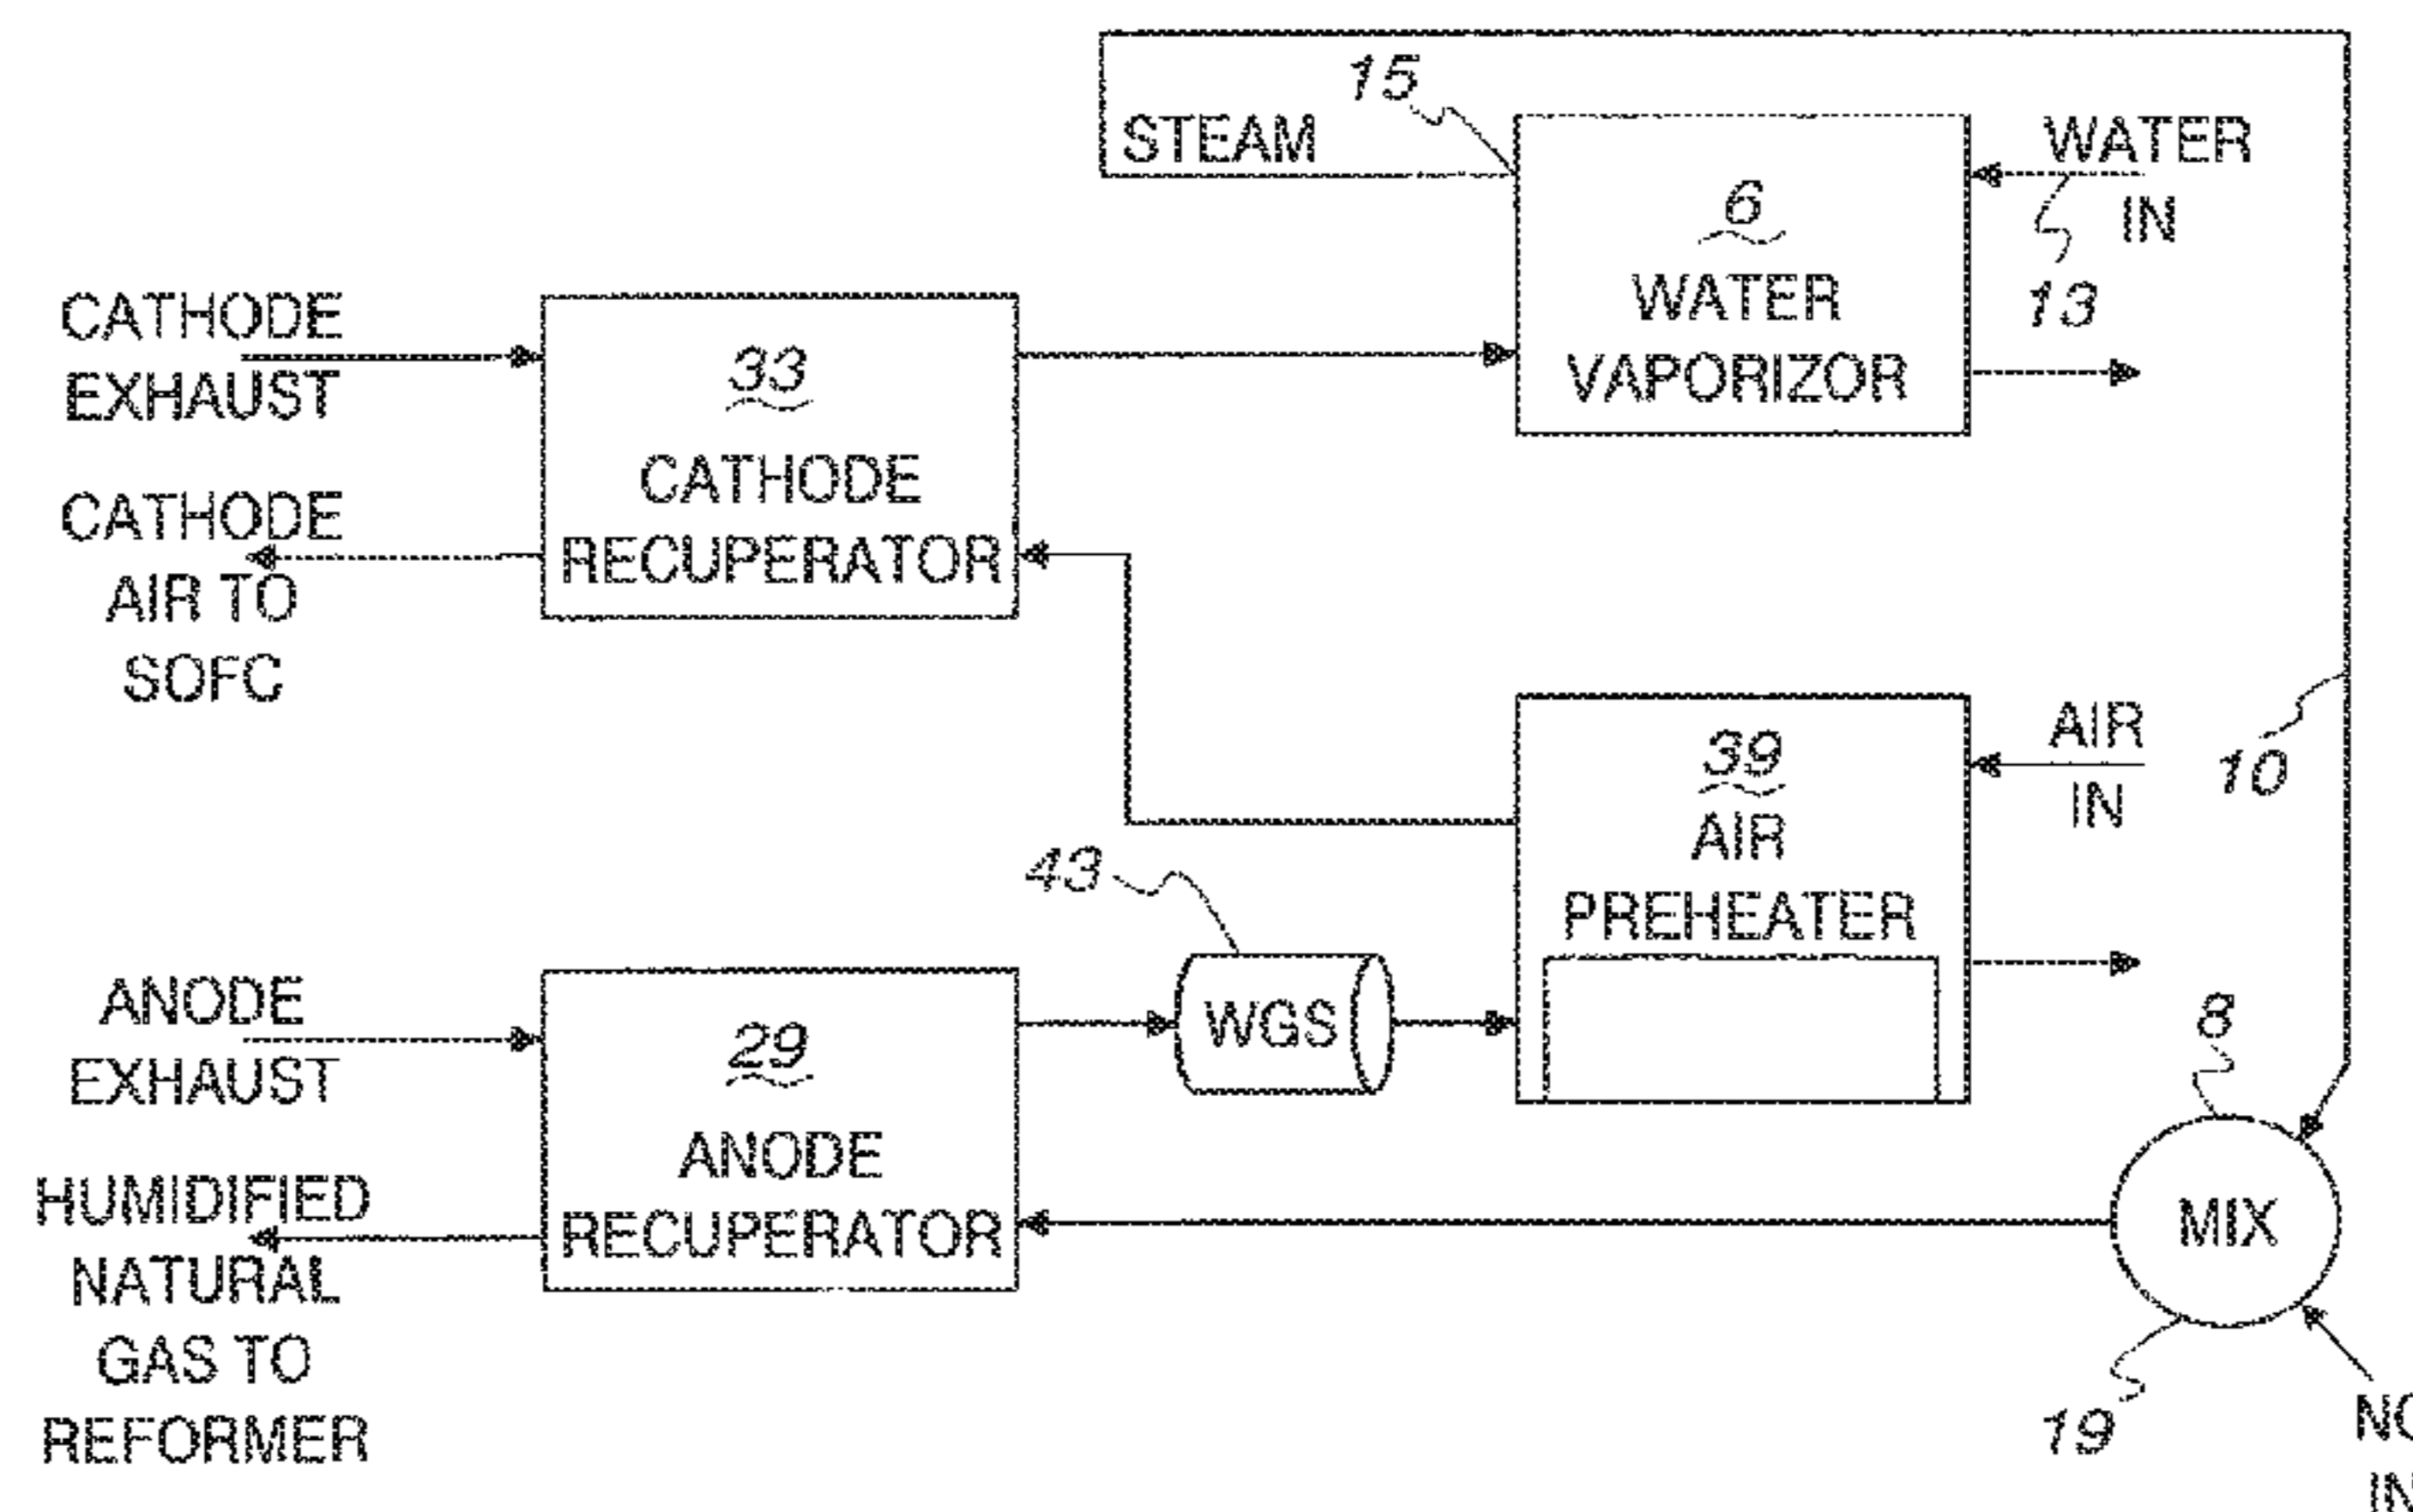 15
STEAM
6
WATER
VAPORIZOR
WATER
IN
13
CATHODE
EXHAUST
33
CATHODE
RECUPERATOR
CATHODE
AIR TO
SOFC
39
AIR
PREHEATER
AIR
IN
10
43
WGS
ANODE
EXHAUST
29
ANODE
RECUPERATOR
8
MIX
19
HUMIDIFIED
NATURAL
GAS TO
REFORMER
IN